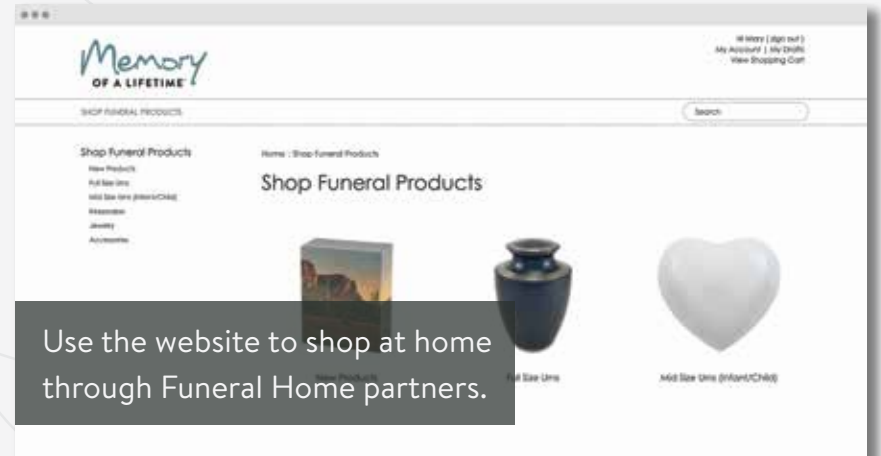 Hi Mary ( sign out )
My Account | My Drafts
View Shopping Cart
Memory
OF A LIFETIME
SHOP FUNERAL PRODUCTS
Search
Shop Funeral Products
New Products
Full Size Urns
Mid Size Urns (Infant/Child)
Keepsakes
Jewelry
Accessories
Home : Shop Funeral Products
Shop Funeral Products
New Products
Full Size Urns
Mid Size Urns (Infant/Child)
Use the website to shop at home
through Funeral Home partners.